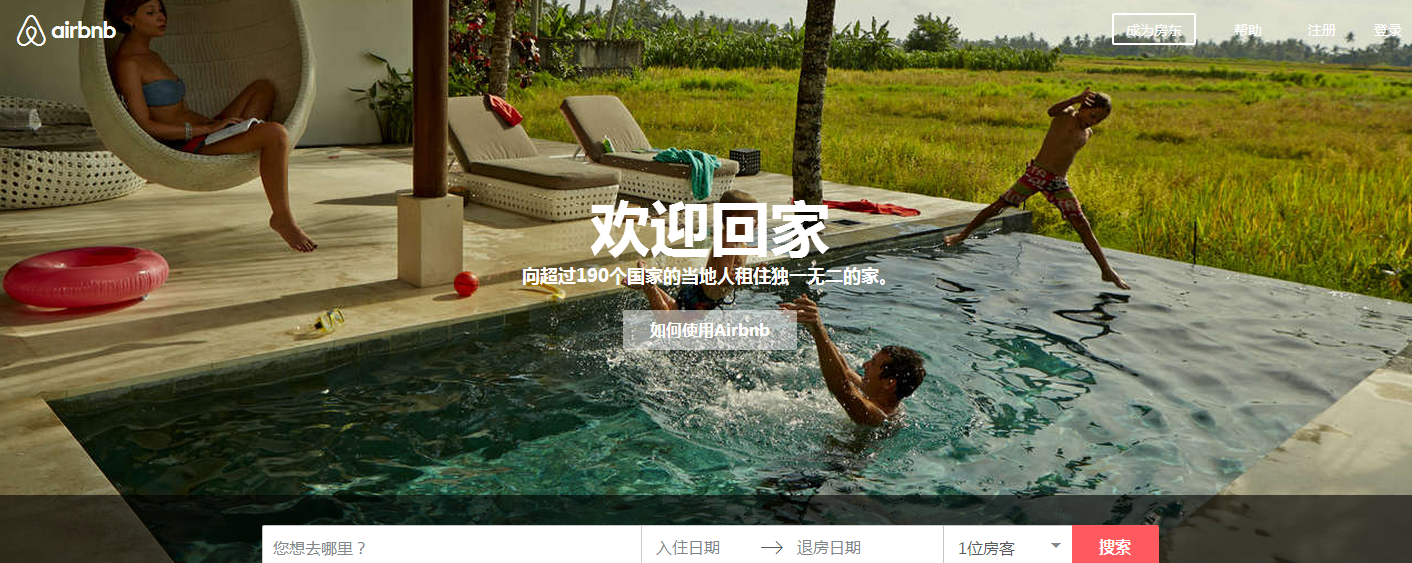 airbnb
成为房东
帮助
注册
登录
欢迎回家
向超过190个国家的当地人租住独一无二的家。
如何使用Airbnb
您想去哪里？
入住日期 → 退房日期
1位房客
搜索